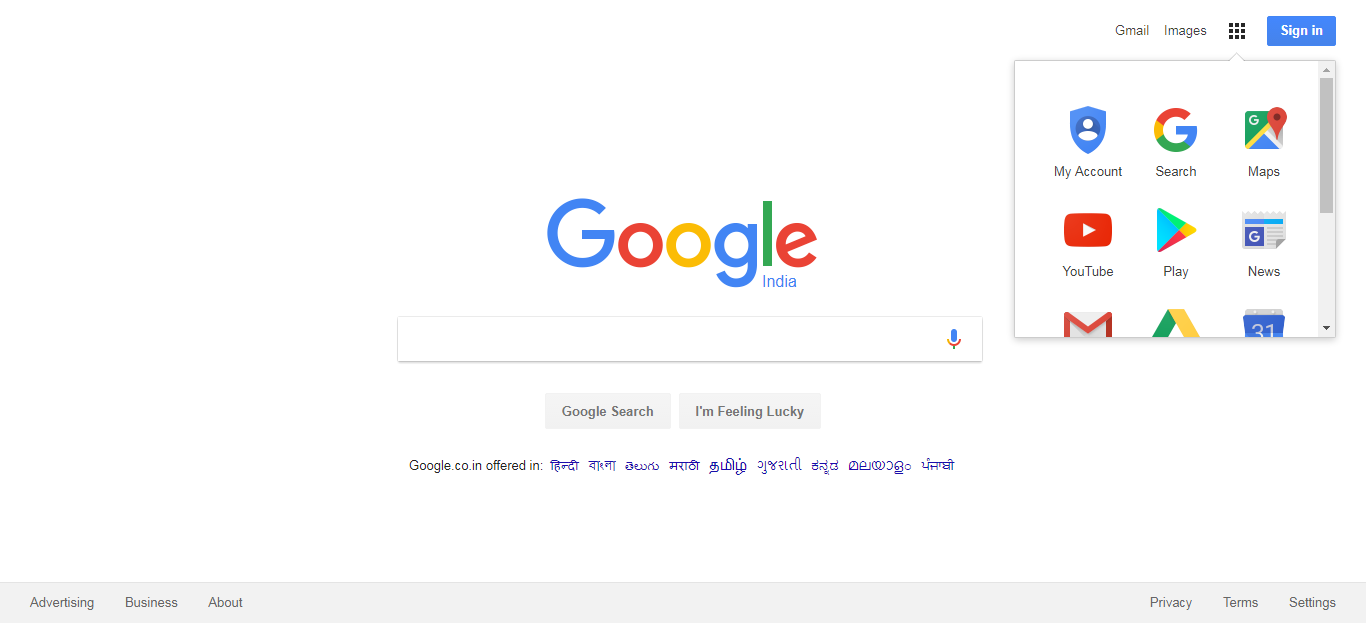 Gmail Images Sign in
My Account Search Maps
G
YouTube Play News
G
31
Google
India
Google Search I'm Feeling Lucky
Google.co.in offered in: हिन्दी বাংলা తెలుగు मराठी தமிழ் ગુજરાતી ಕನ್ನಡ മലയാളം ਪੰਜਾਬੀ
Advertising Business About Privacy Terms Settings